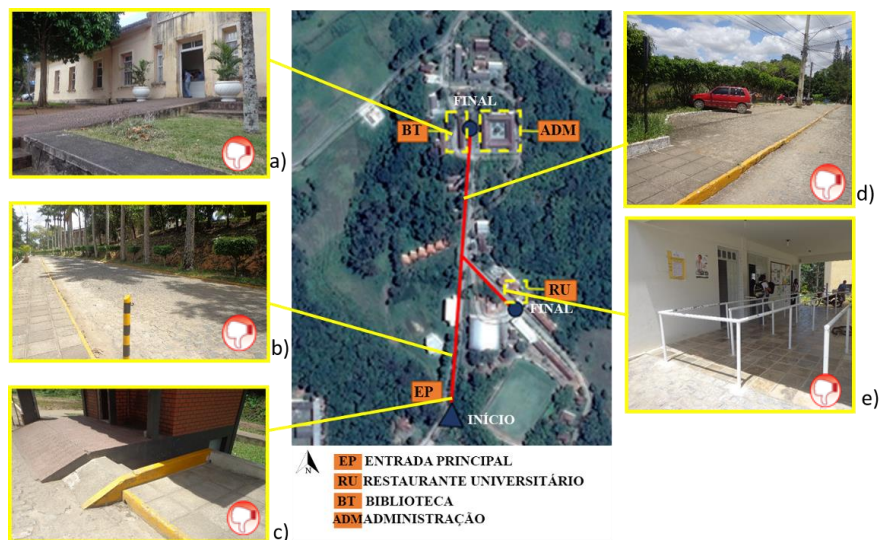 a)
b)
c)
d)
e)
FINAL
BT
ADM
RU
FINAL
EP
INÍCIO
N
EP ENTRADA PRINCIPAL
RU RESTAURANTE UNIVERSITÁRIO
BT BIBLIOTECA
ADM ADMINISTRAÇÃO